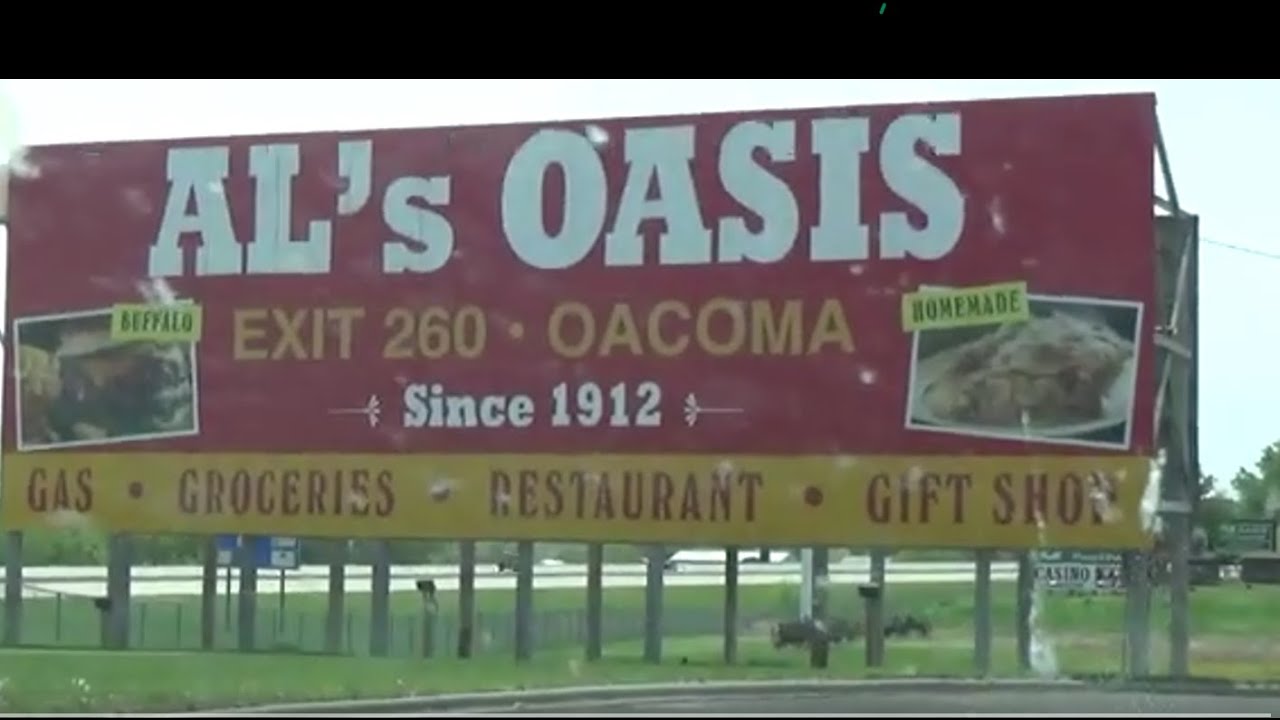 AL's OASIS
BUFFALO
EXIT 260 • OACOMA
HOMEMADE
Since 1912
GAS • GROCERIES • RESTAURANT • GIFT SHOP
CASINO